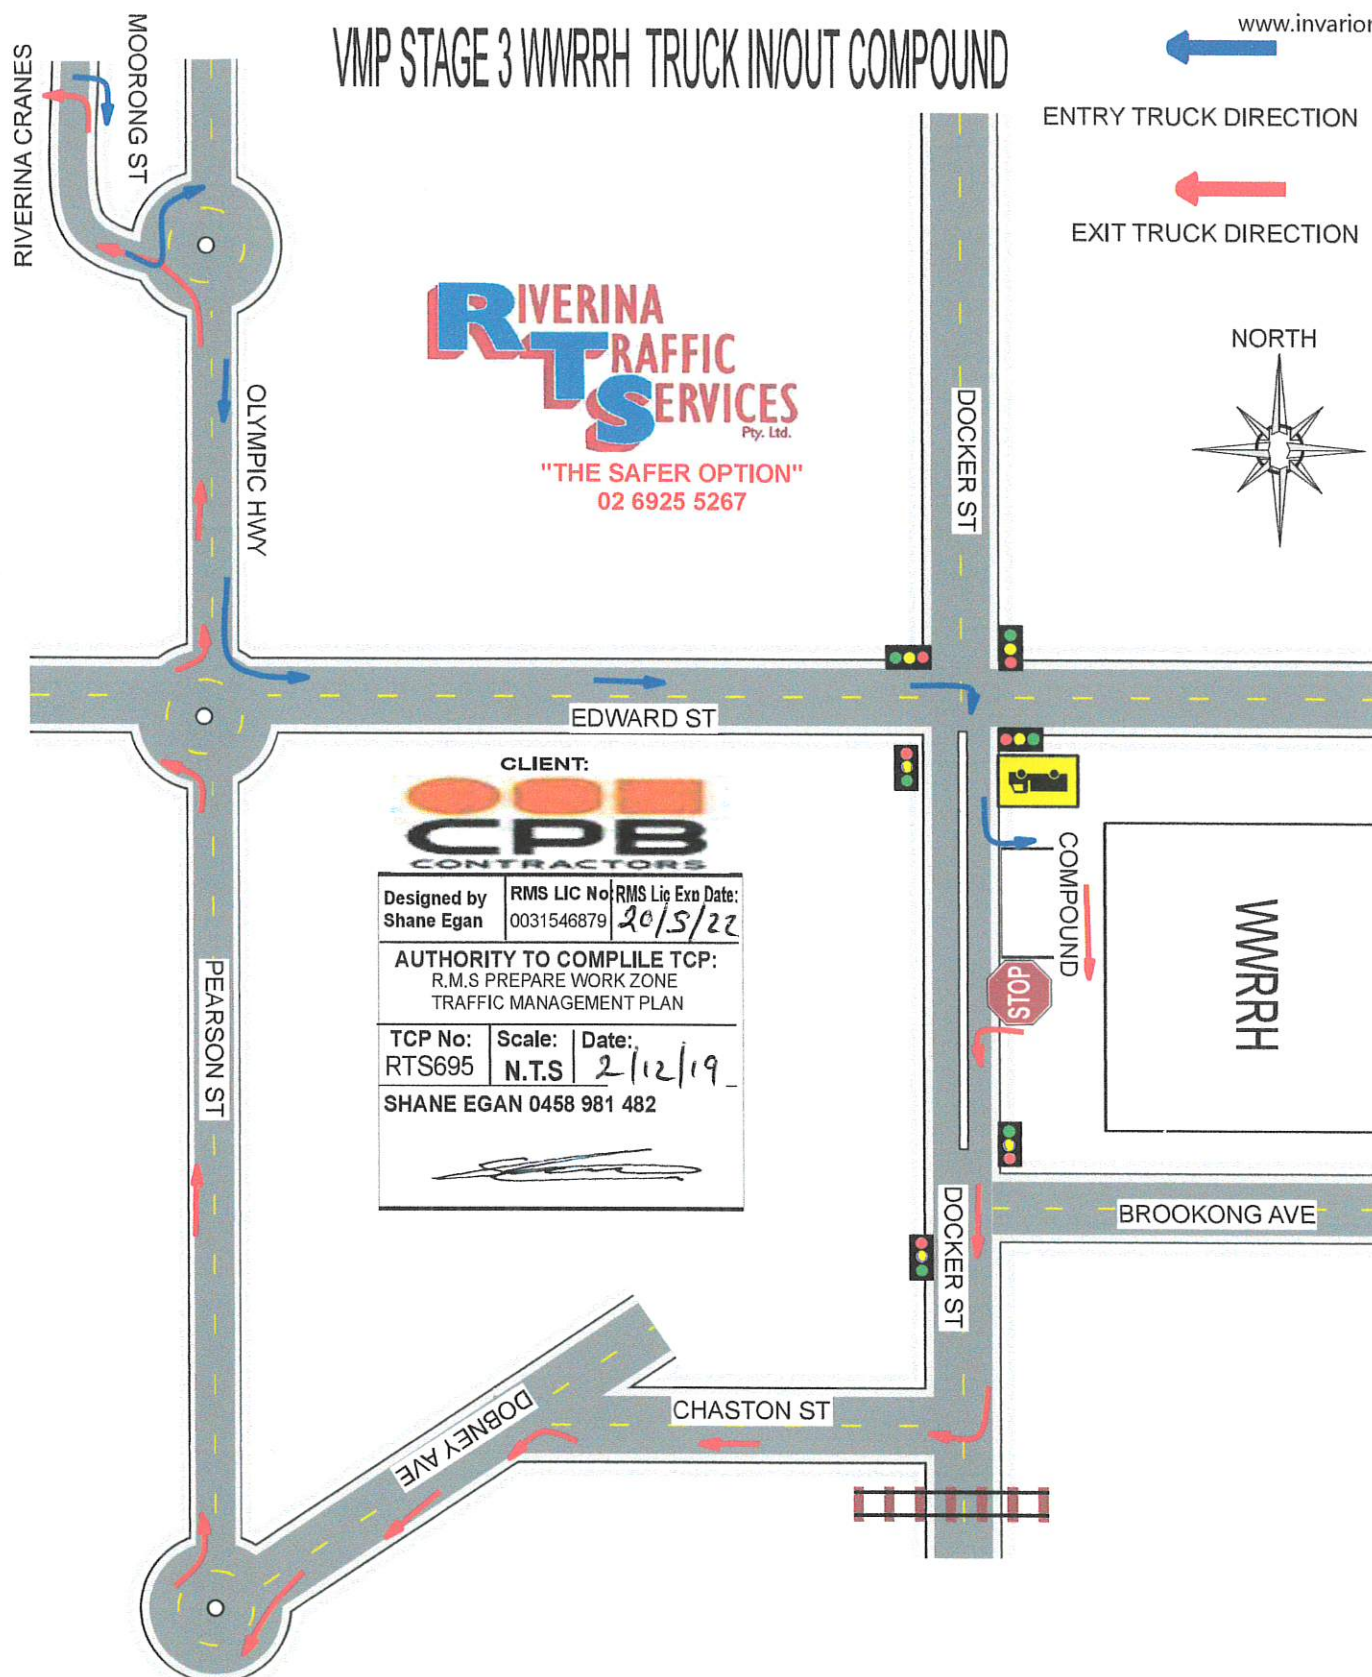 www.invarion
VMP STAGE 3 WWRRH TRUCK IN/OUT COMPOUND
ENTRY TRUCK DIRECTION
EXIT TRUCK DIRECTION
NORTH
RIVERINA CRANES
MOORONG ST
OLYMPIC HWY
RIVERINA
TRAFFIC
SERVICES
Pty. Ltd.
"THE SAFER OPTION"
02 6925 5267
DOCKER ST
EDWARD ST
CLIENT:
CPB
CONTRACTORS
Designed by
Shane Egan
RMS LIC No:
0031546879
RMS Lic Exp Date:
20/5/22
AUTHORITY TO COMPLILE TCP:
R.M.S PREPARE WORK ZONE
TRAFFIC MANAGEMENT PLAN
TCP No:
RTS695
Scale:
N.T.S
Date:
2/12/19
SHANE EGAN 0458 981 482
COMPOUND
STOP
WWRRH
PEARSON ST
BROOKONG AVE
DOCKER ST
CHASTON ST
DOBNEY AVE